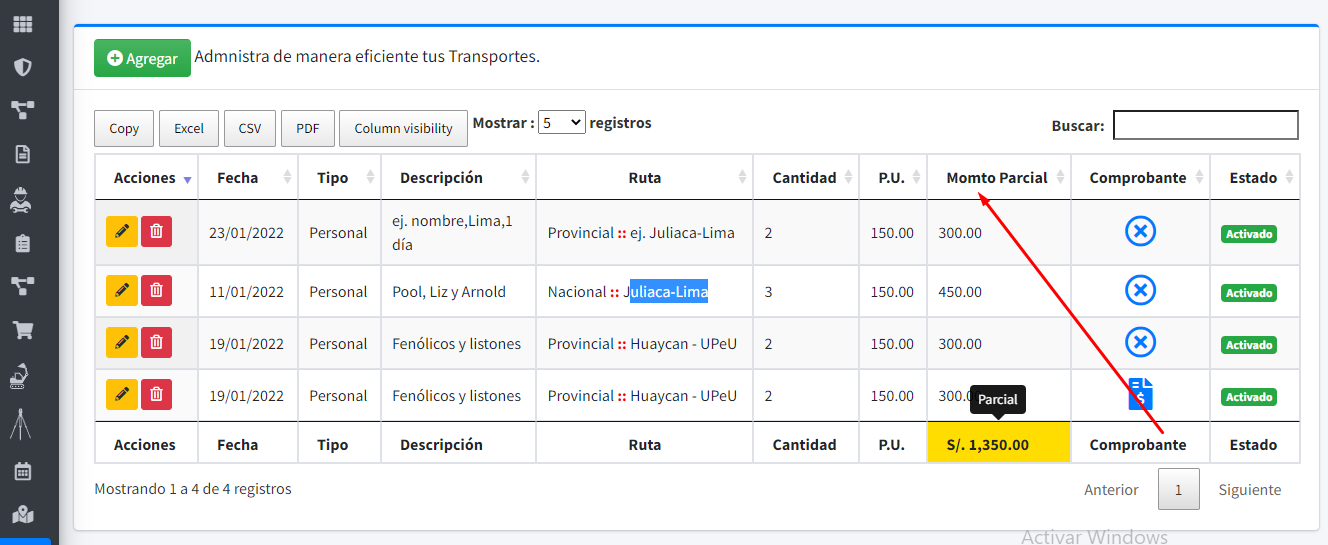 Agregar Admnistra de manera eficiente tus Transportes.
Copy Excel CSV PDF Column visibility Mostrar : 5 registros Buscar:
Acciones Fecha Tipo Descripción Ruta Cantidad P.U. Momto Parcial Comprobante Estado
23/01/2022 Personal ej. nombre,Lima,1 día Provincial :: ej. Juliaca-Lima 2 150.00 300.00 Activado
11/01/2022 Personal Pool, Liz y Arnold Nacional :: Juliaca-Lima 3 150.00 450.00 Activado
19/01/2022 Personal Fenólicos y listones Provincial :: Huaycan - UPeU 2 150.00 300.00 Activado
19/01/2022 Personal Fenólicos y listones Provincial :: Huaycan - UPeU 2 150.00 300.0 Activado
Parcial
Acciones Fecha Tipo Descripción Ruta Cantidad P.U. S/. 1,350.00 Comprobante Estado
Mostrando 1 a 4 de 4 registros Anterior 1 Siguiente
Activar Windows